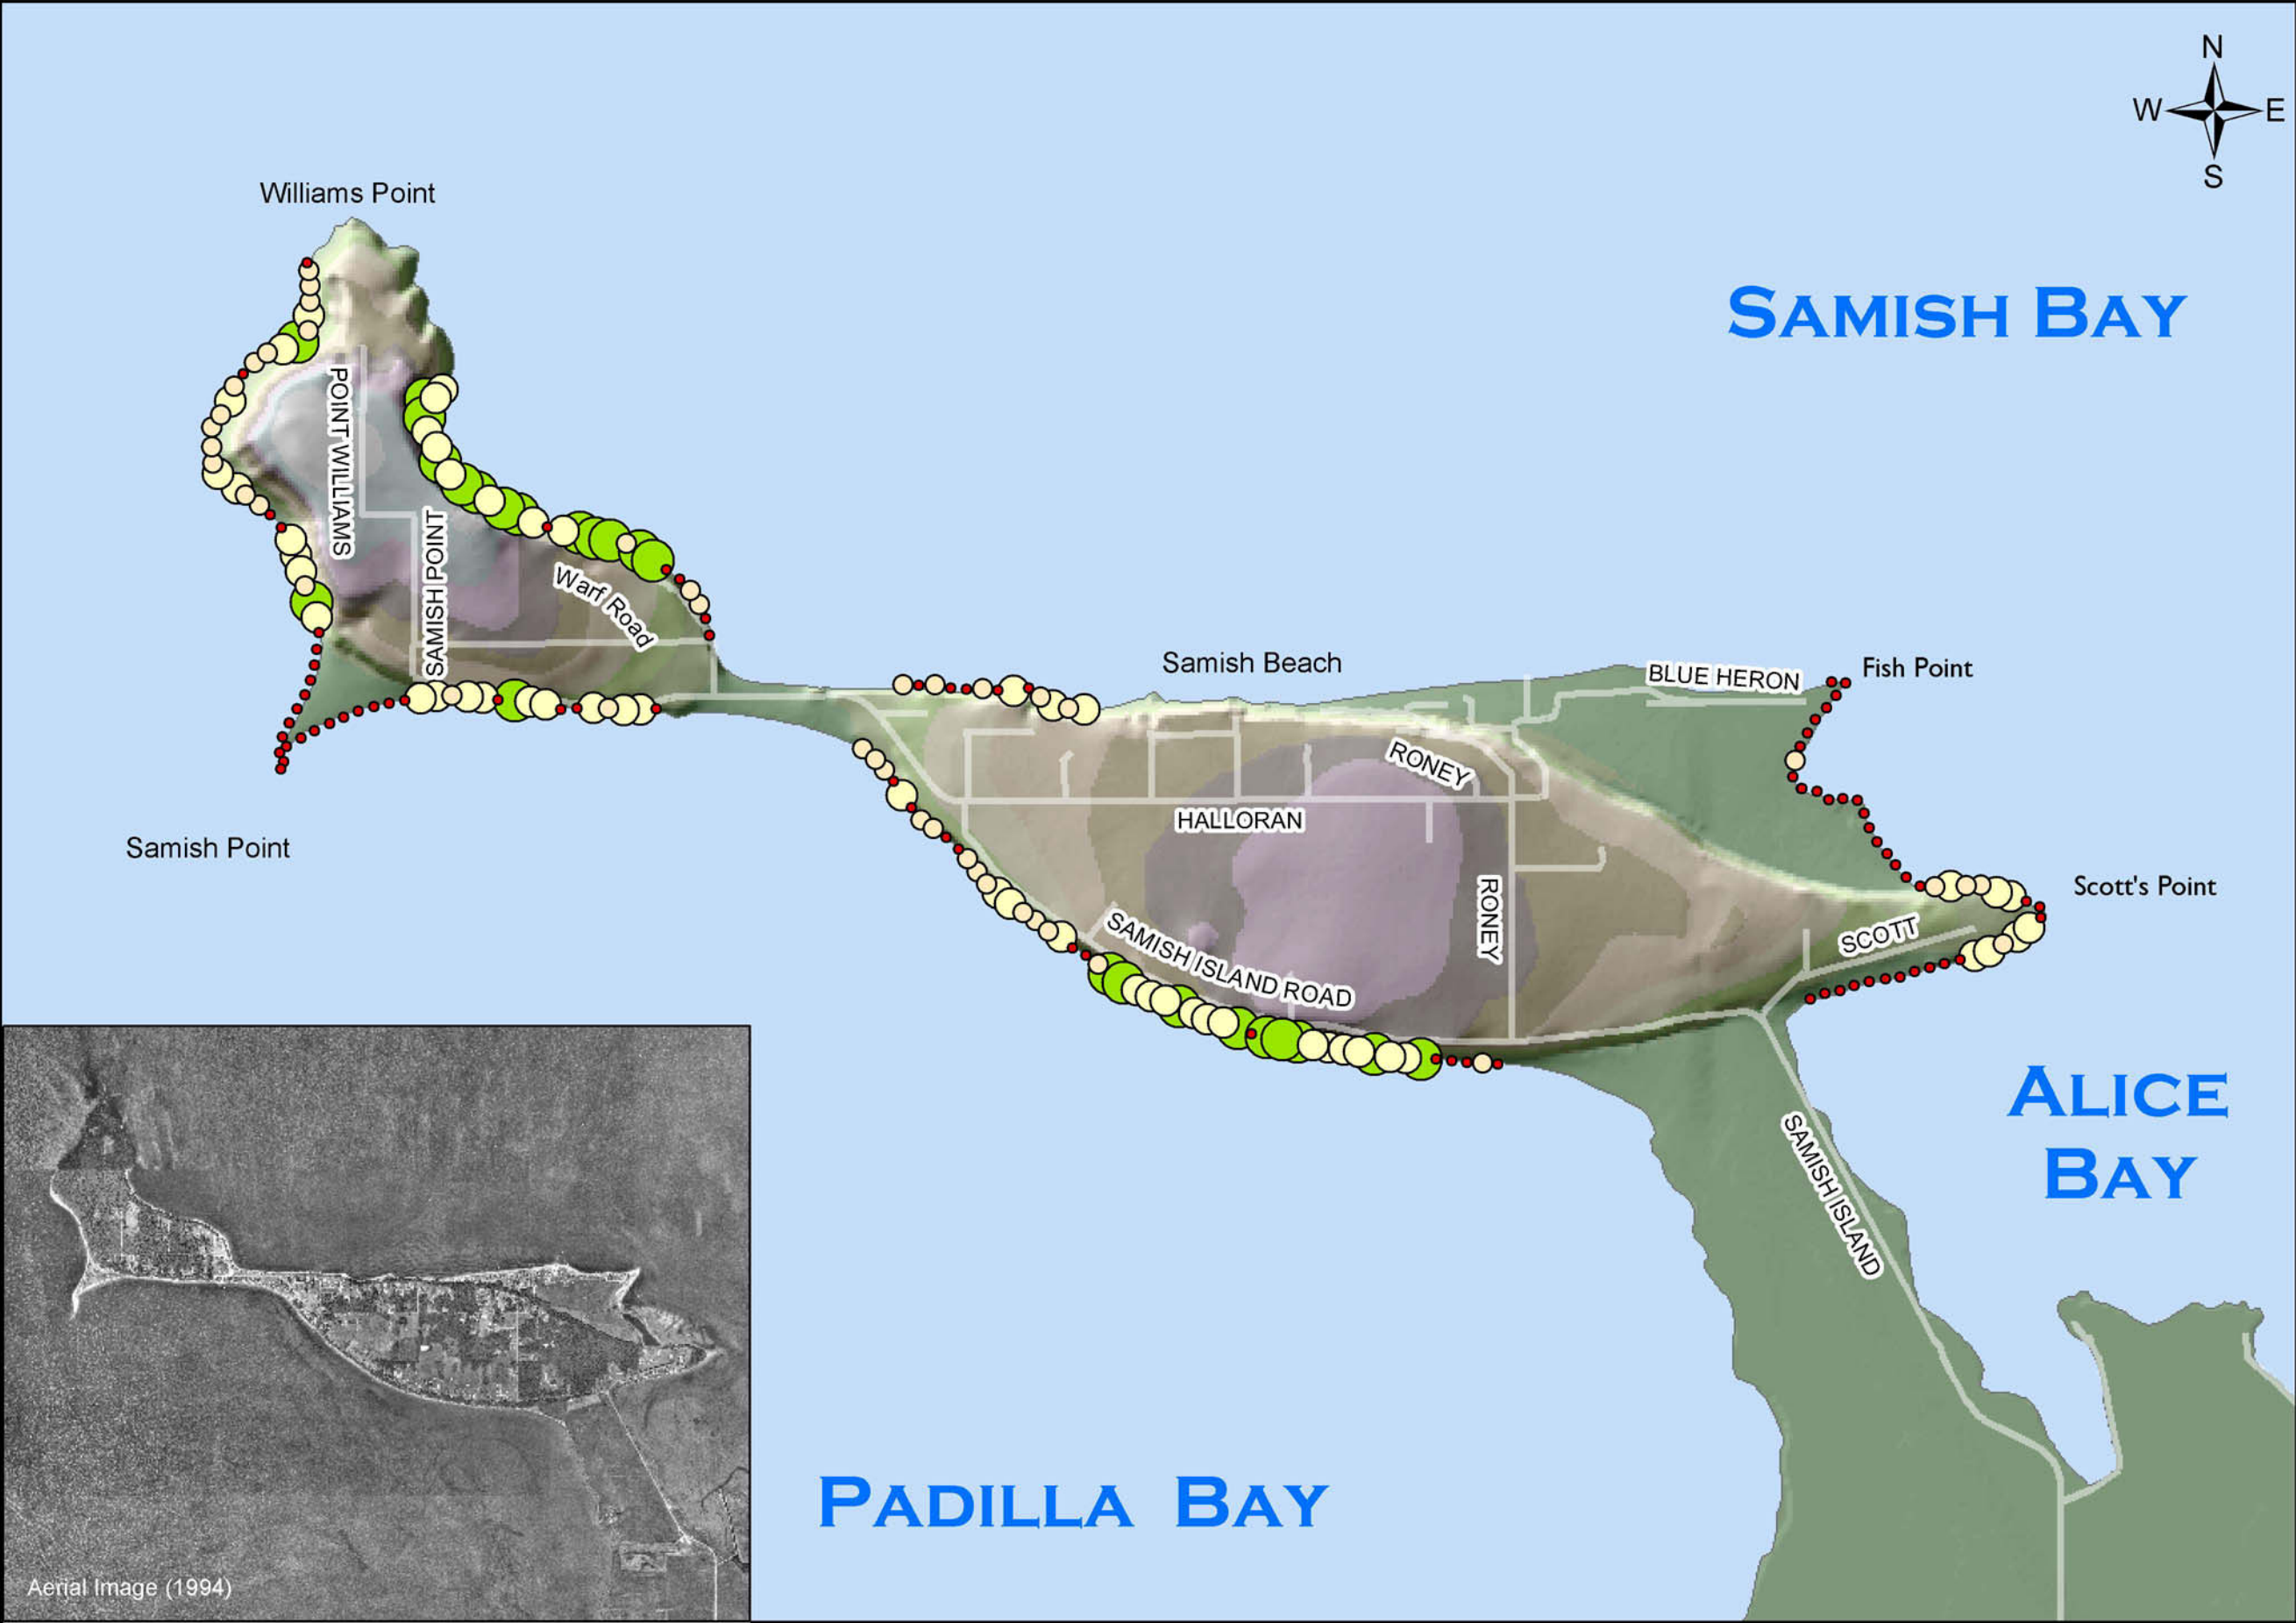 N
W E
S
Williams Point
SAMISH BAY
POINT WILLIAMS
SAMISH POINT
Warf Road
Samish Beach
BLUE HERON
Fish Point
RONEY
HALLORAN
Samish Point
RONEY
Scott's Point
SCOTT
SAMISH ISLAND ROAD
ALICE
BAY
SAMISH ISLAND
PADILLA BAY
Aerial Image (1994)